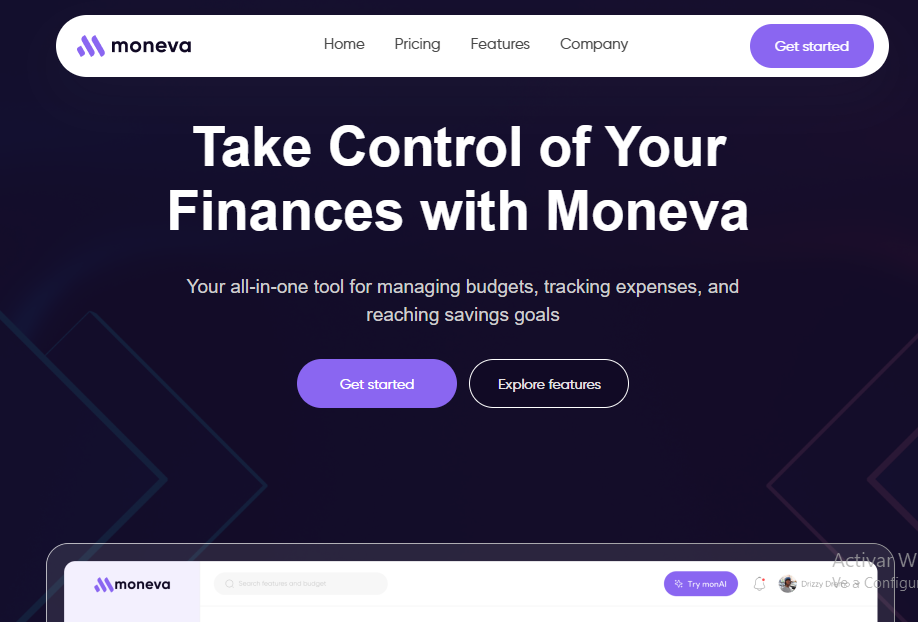 moneva
Home
Pricing
Features
Company
Get started
Take Control of Your
Finances with Moneva
Your all-in-one tool for managing budgets, tracking expenses, and
reaching savings goals
Get started
Explore features
moneva
Search features and budget
Try monAI
Drizzy
Activar W
Ve a Configu